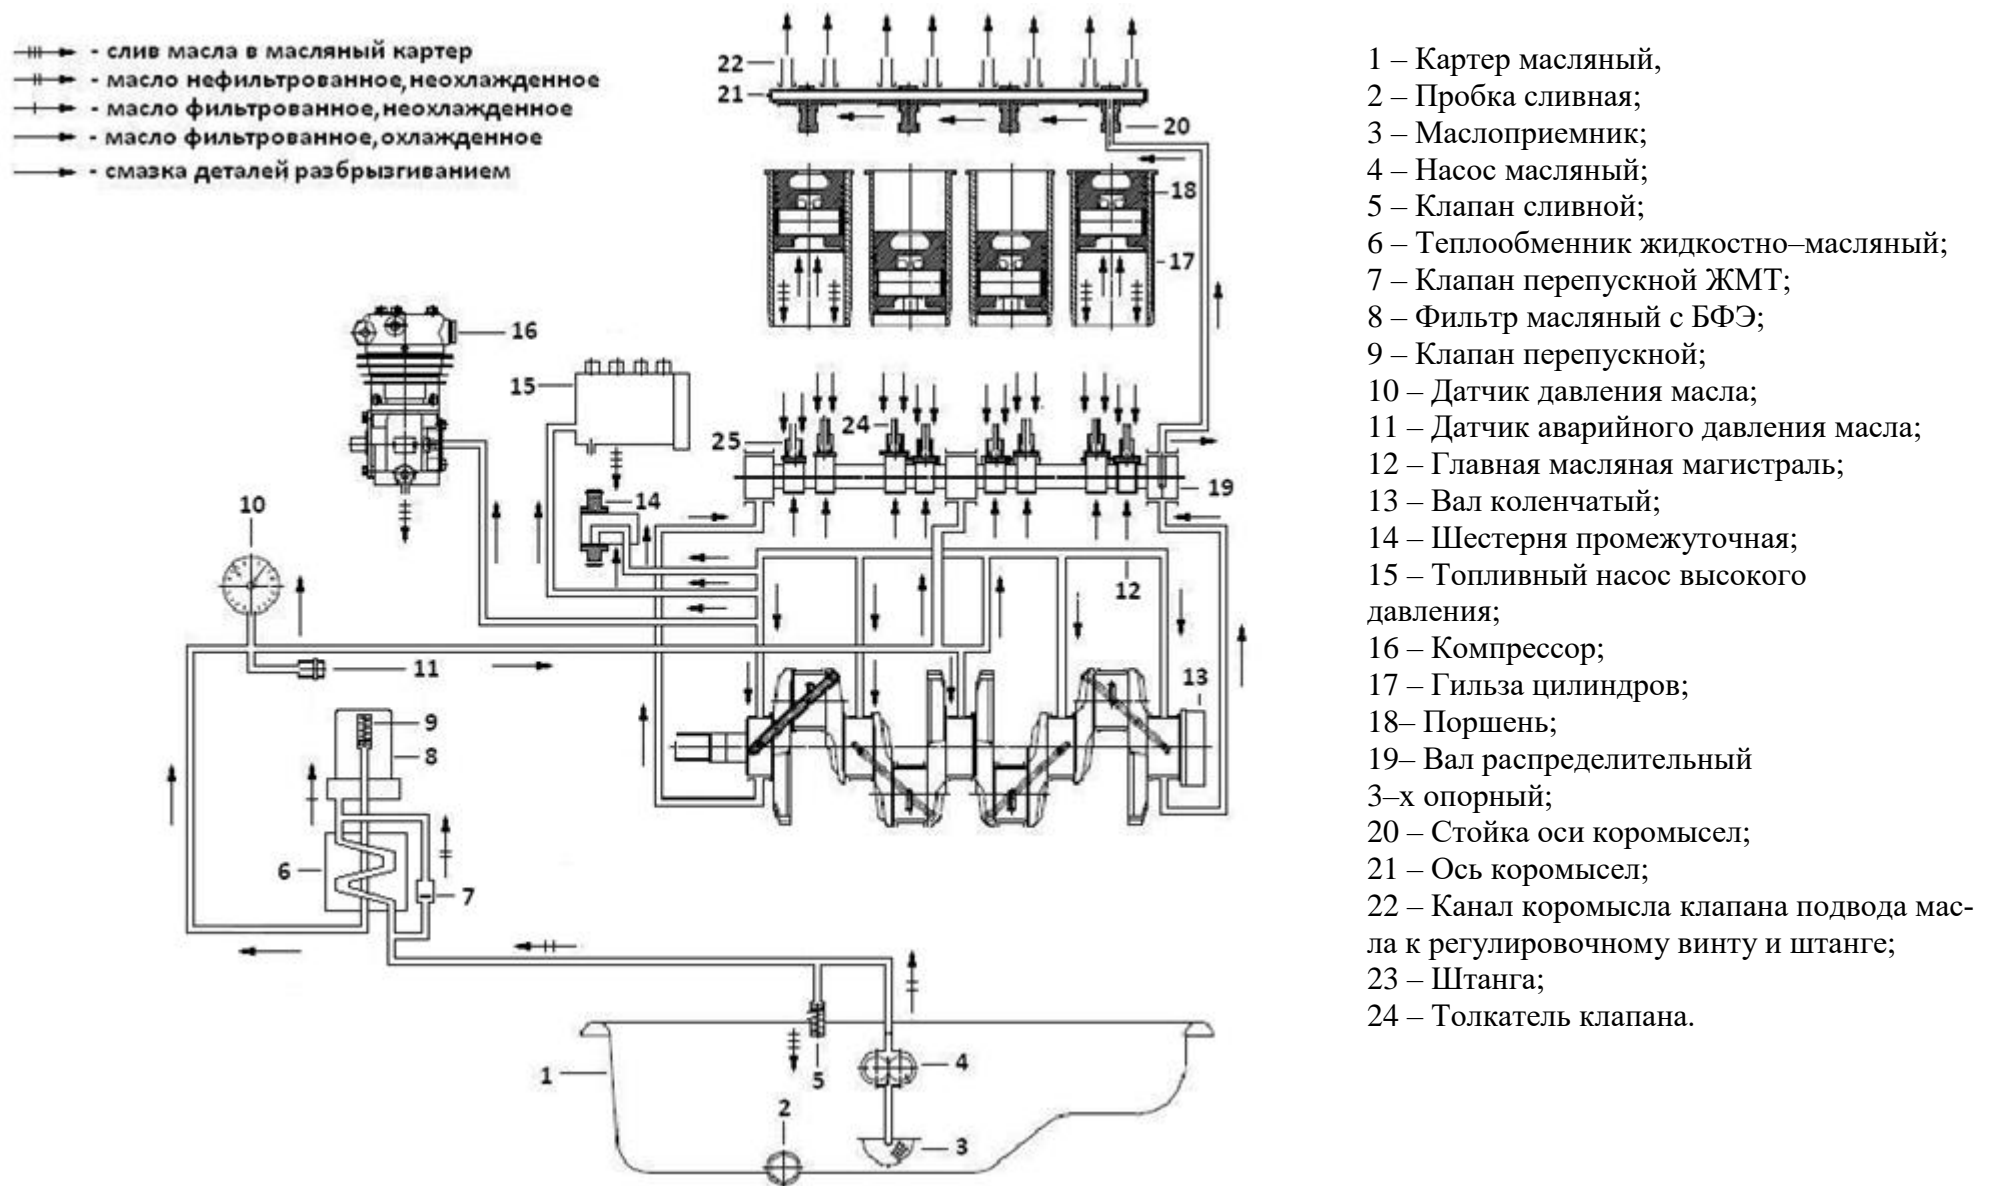 - слив масла в масляный картер
- масло нефильтрованное,неохлажденное
- масло фильтрованное,неохлажденное
- масло фильтрованное,охлажденное
- смазка деталей разбрызгиванием
22
21
20
18
17
16
15
24
25
14
19
10
12
11
13
9
8
6
7
1
5
4
2
3
1 – Картер масляный,
2 – Пробка сливная;
3 – Маслоприемник;
4 – Насос масляный;
5 – Клапан сливной;
6 – Теплообменник жидкостно–масляный;
7 – Клапан перепускной ЖМТ;
8 – Фильтр масляный с БФЭ;
9 – Клапан перепускной;
10 – Датчик давления масла;
11 – Датчик аварийного давления масла;
12 – Главная масляная магистраль;
13 – Вал коленчатый;
14 – Шестерня промежуточная;
15 – Топливный насос высокого
давления;
16 – Компрессор;
17 – Гильза цилиндров;
18– Поршень;
19– Вал распределительный
3–х опорный;
20 – Стойка оси коромысел;
21 – Ось коромысел;
22 – Канал коромысла клапана подвода мас-
ла к регулировочному винту и штанге;
23 – Штанга;
24 – Толкатель клапана.